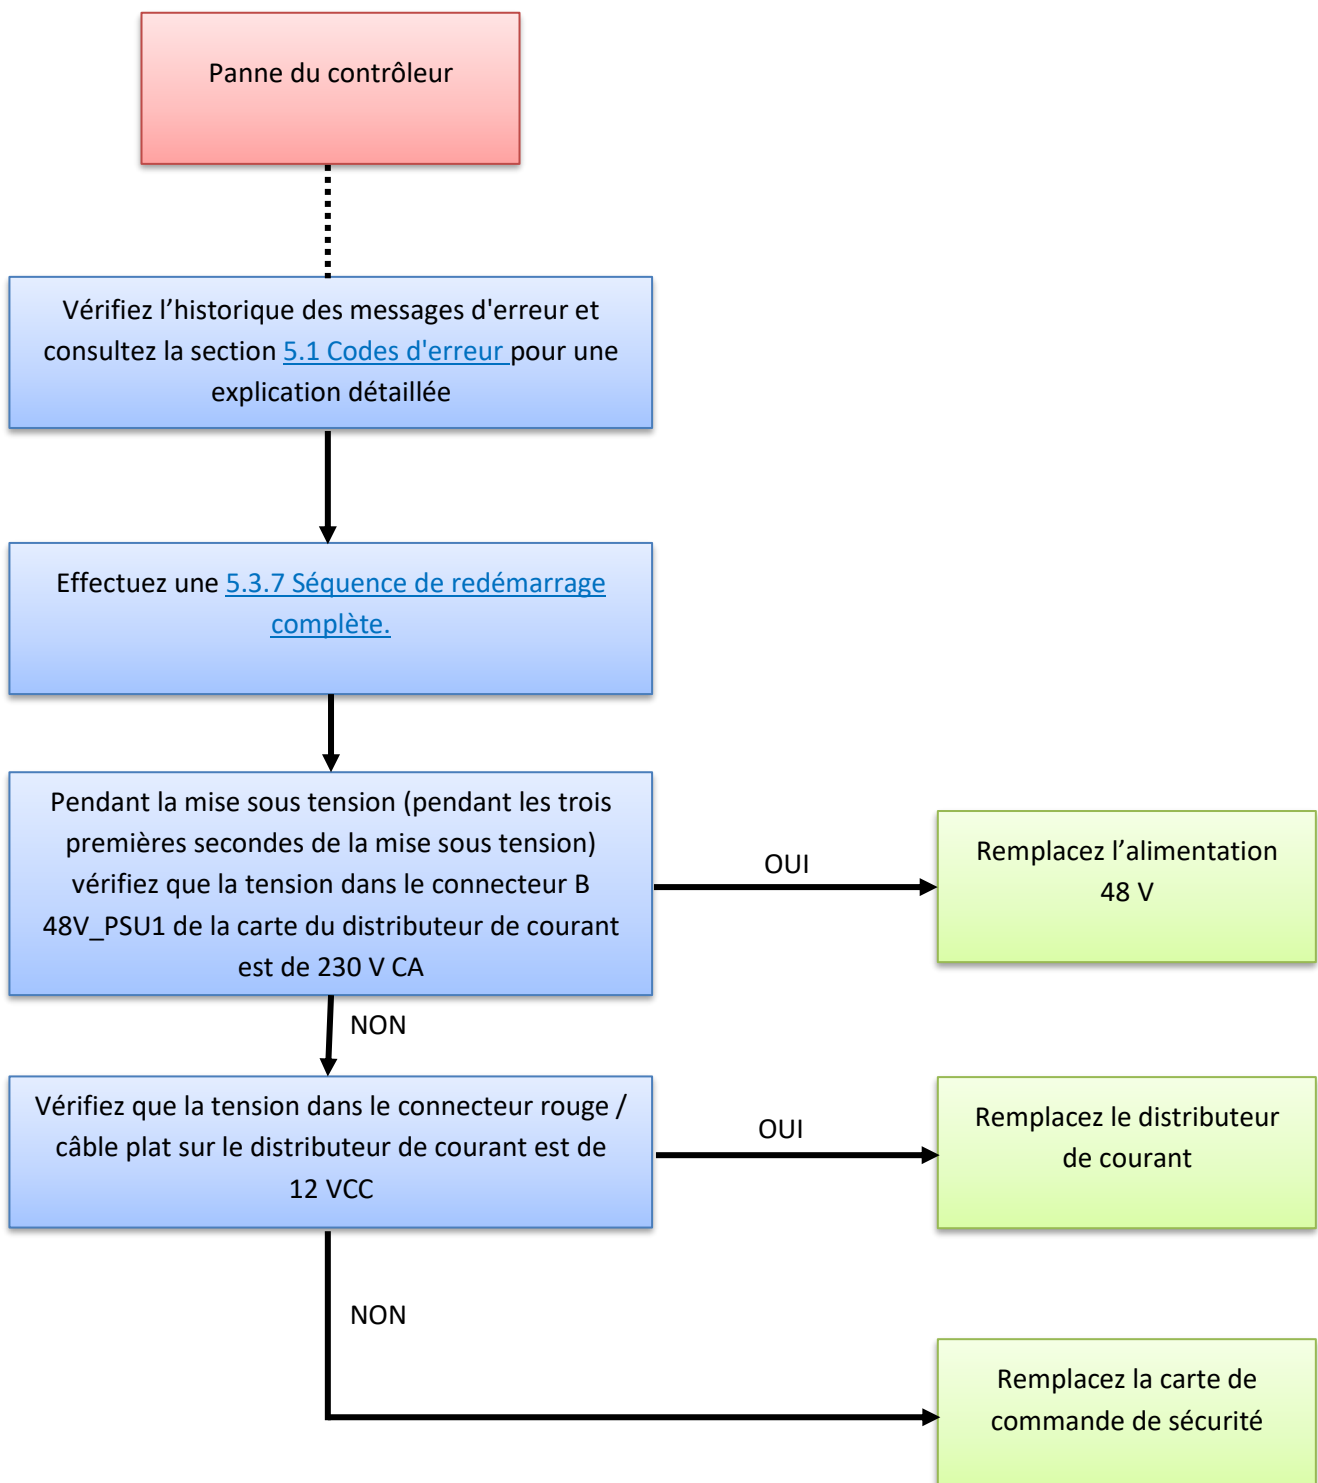 Panne du contrôleur
Vérifiez l’historique des messages d'erreur et
consultez la section 5.1 Codes d'erreur pour une
explication détaillée
Effectuez une 5.3.7 Séquence de redémarrage
complète.
Pendant la mise sous tension (pendant les trois
premières secondes de la mise sous tension)
vérifiez que la tension dans le connecteur B
48V_PSU1 de la carte du distributeur de courant
est de 230 V CA
OUI
Remplacez l’alimentation
48 V
NON
Vérifiez que la tension dans le connecteur rouge /
câble plat sur le distributeur de courant est de
12 VCC
OUI
Remplacez le distributeur
de courant
NON
Remplacez la carte de
commande de sécurité